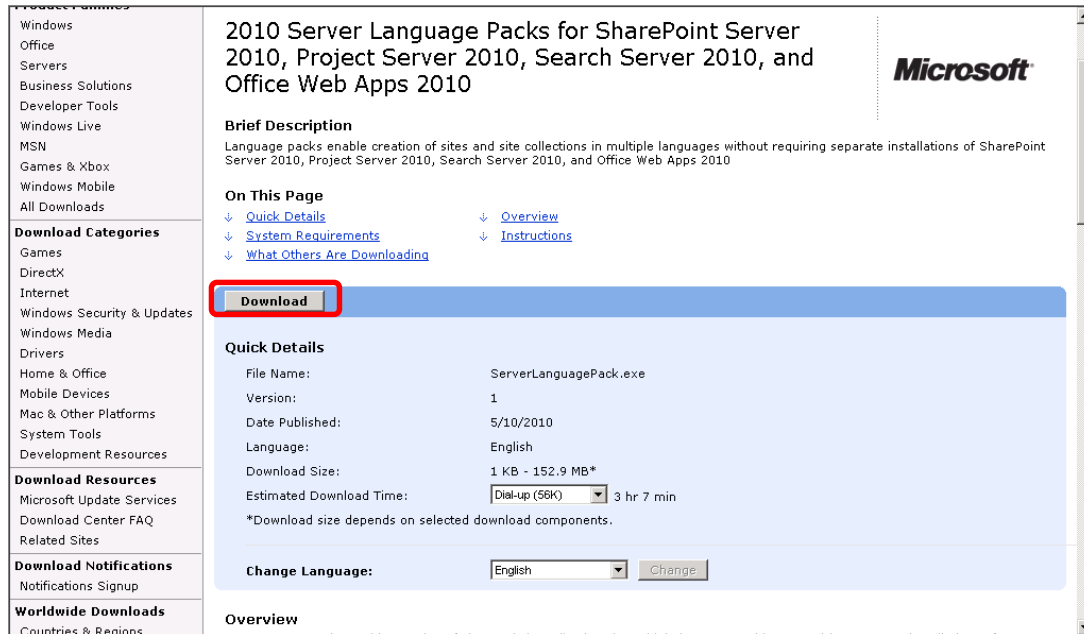 Product Families
Windows
Office
Servers
Business Solutions
Developer Tools
Windows Live
MSN
Games & Xbox
Windows Mobile
All Downloads
Download Categories
Games
DirectX
Internet
Windows Security & Updates
Windows Media
Drivers
Home & Office
Mobile Devices
Mac & Other Platforms
System Tools
Development Resources
Download Resources
Microsoft Update Services
Download Center FAQ
Related Sites
Download Notifications
Notifications Signup
Worldwide Downloads
Countries & Regions
2010 Server Language Packs for SharePoint Server
2010, Project Server 2010, Search Server 2010, and
Office Web Apps 2010
Microsoft
Brief Description
Language packs enable creation of sites and site collections in multiple languages without requiring separate installations of SharePoint
Server 2010, Project Server 2010, Search Server 2010, and Office Web Apps 2010
On This Page
Quick Details
Overview
System Requirements
Instructions
What Others Are Downloading
Download
Quick Details
File Name: ServerLanguagePack.exe
Version: 1
Date Published: 5/10/2010
Language: English
Download Size: 1 KB - 152.9 MB*
Estimated Download Time: Dial-up (56K) 3 hr 7 min
*Download size depends on selected download components.
Change Language: English Change
Overview